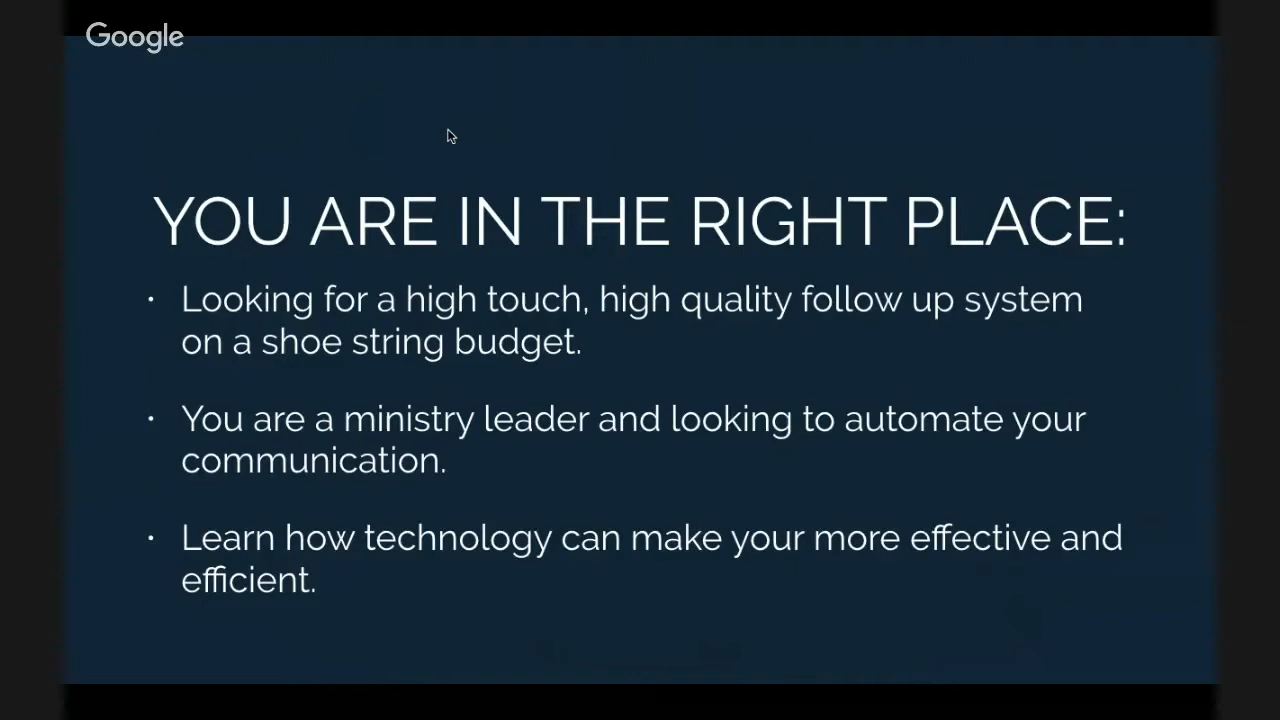 Google
YOU ARE IN THE RIGHT PLACE:
• Looking for a high touch, high quality follow up system
on a shoe string budget.
• You are a ministry leader and looking to automate your
communication.
• Learn how technology can make your more effective and
efficient.